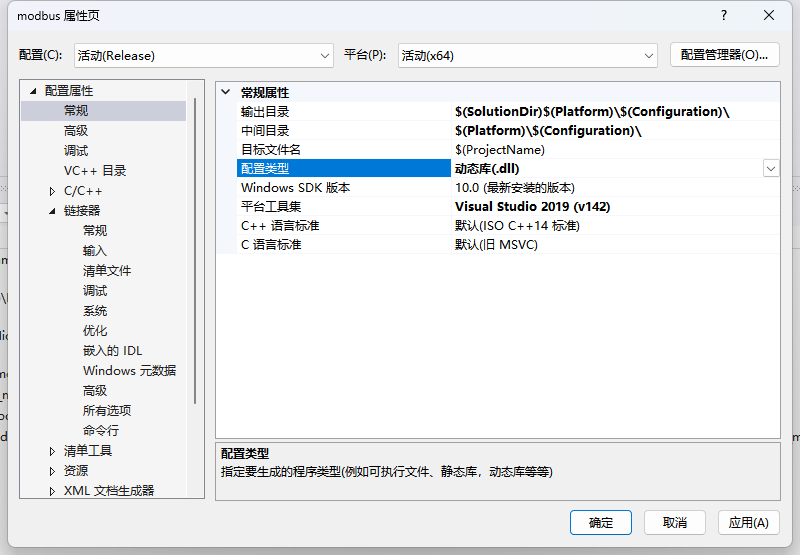 modbus 属性页
配置(C): 活动(Release) 平台(P): 活动(x64) 配置管理器(O)...
配置属性
常规
高级
调试
VC++ 目录
C/C++
链接器
常规
输入
清单文件
调试
系统
优化
嵌入的 IDL
Windows 元数据
高级
所有选项
命令行
清单工具
资源
XML 文档生成器
常规属性
输出目录 $(SolutionDir)$(Platform)\$(Configuration)\
中间目录 $(Platform)\$(Configuration)\
目标文件名 $(ProjectName)
配置类型 动态库(.dll)
Windows SDK 版本 10.0 (最新安装的版本)
平台工具集 Visual Studio 2019 (v142)
C++ 语言标准 默认(ISO C++14 标准)
C 语言标准 默认(旧 MSVC)
配置类型
指定要生成的程序类型(例如可执行文件、静态库，动态库等等)
确定 取消 应用(A)